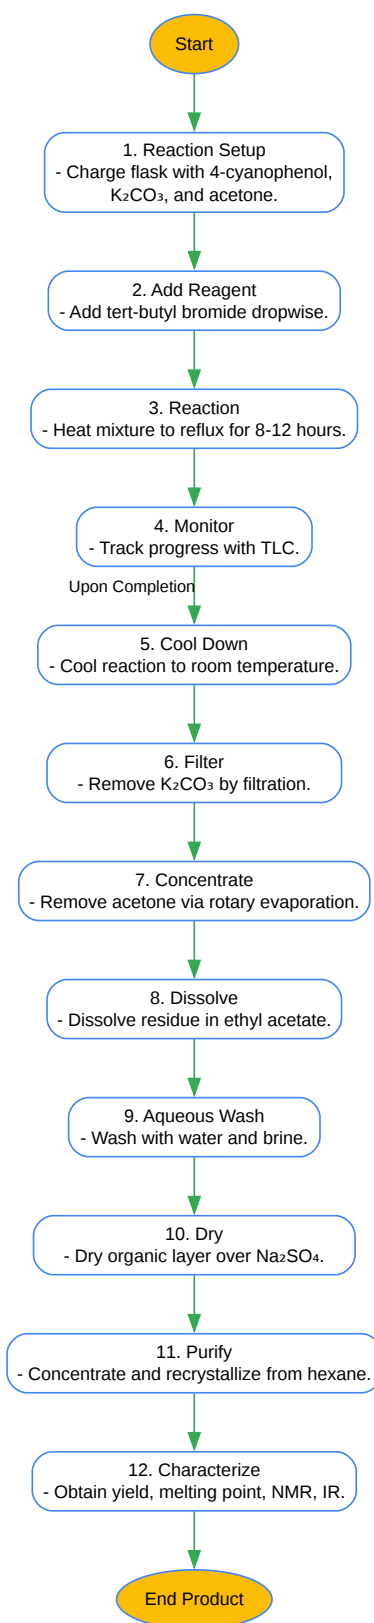 Start
1. Reaction Setup
- Charge flask with 4-cyanophenol,
K₂CO₃, and acetone.
2. Add Reagent
- Add tert-butyl bromide dropwise.
3. Reaction
- Heat mixture to reflux for 8-12 hours.
4. Monitor
- Track progress with TLC.
Upon Completion
5. Cool Down
- Cool reaction to room temperature.
6. Filter
- Remove K₂CO₃ by filtration.
7. Concentrate
- Remove acetone via rotary evaporation.
8. Dissolve
- Dissolve residue in ethyl acetate.
9. Aqueous Wash
- Wash with water and brine.
10. Dry
- Dry organic layer over Na₂SO₄.
11. Purify
- Concentrate and recrystallize from hexane.
12. Characterize
- Obtain yield, melting point, NMR, IR.
End Product